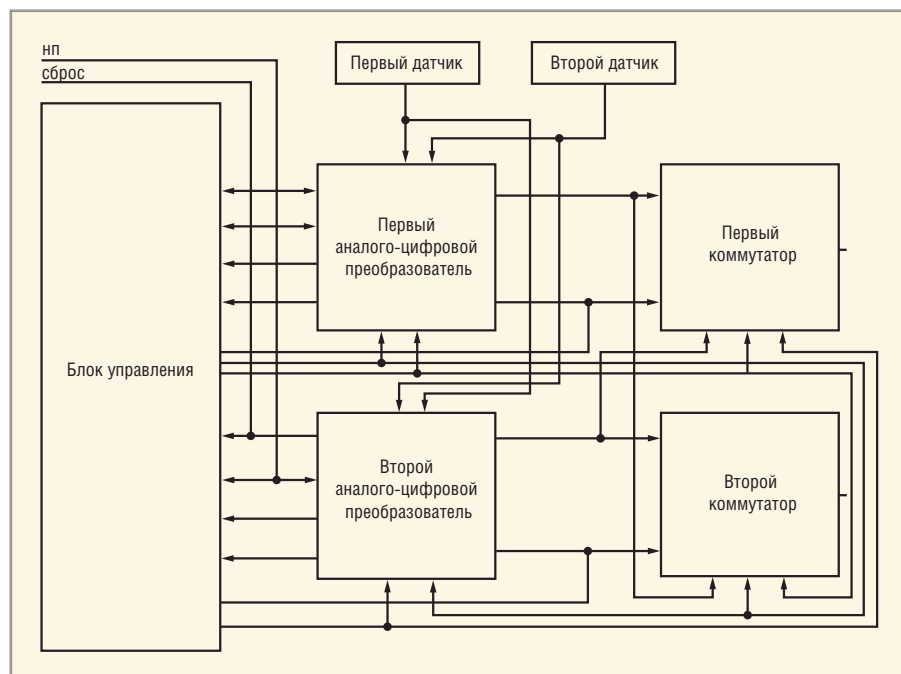 нп
сброс
Первый датчик
Второй датчик
Первый
аналого-цифровой
преобразователь
Первый
коммутатор
Блок управления
Второй
аналого-цифровой
преобразователь
Второй
коммутатор